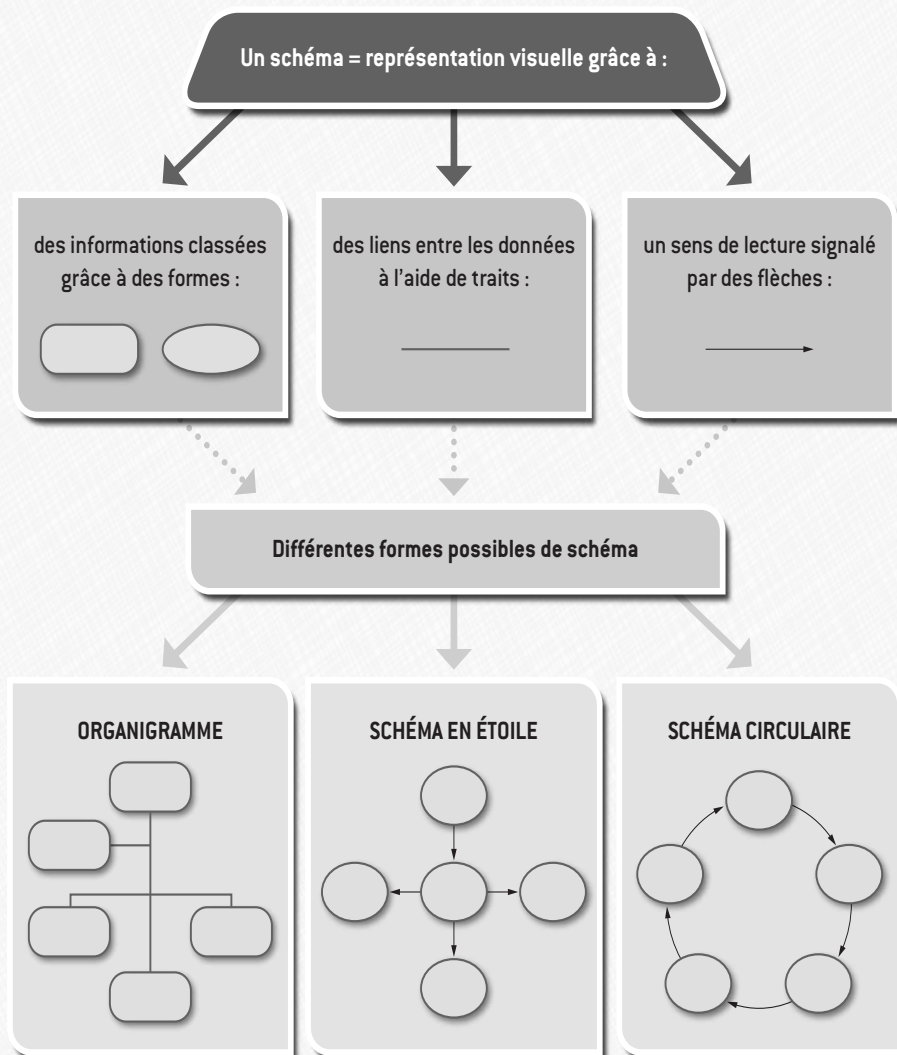 Un schéma = représentation visuelle grâce à :
des informations classées
grâce à des formes :
des liens entre les données
à l'aide de traits :
un sens de lecture signalé
par des flèches :
Différentes formes possibles de schéma
ORGANIGRAMME
SCHÉMA EN ÉTOILE
SCHÉMA CIRCULAIRE